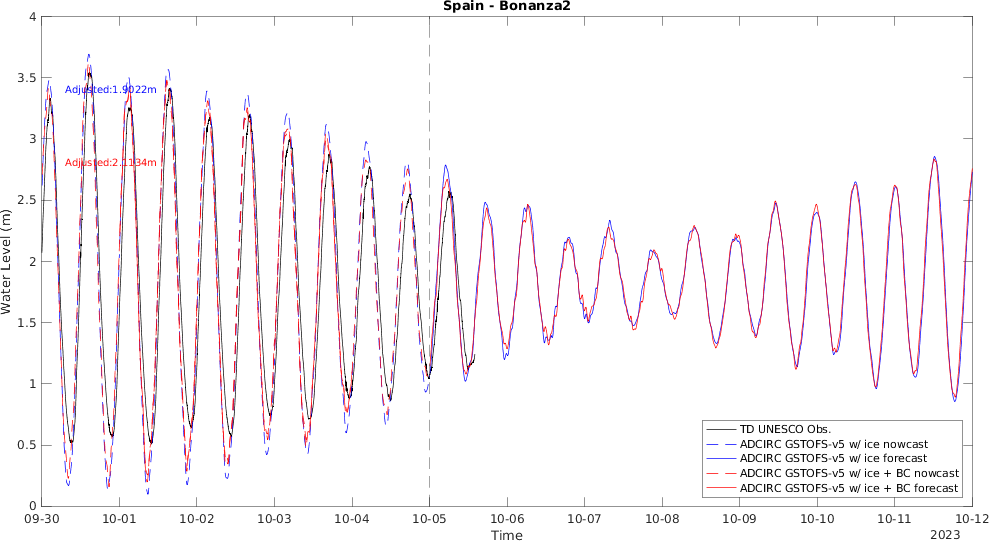 Spain - Bonanza2
4
3.5
3
2.5
2
1.5
1
0.5
0
Water Level (m)
Adjusted:1.9022m
Adjusted:2.1134m
TD UNESCO Obs.
ADCIRC GSTOFS-v5 w/ ice nowcast
ADCIRC GSTOFS-v5 w/ ice forecast
ADCIRC GSTOFS-v5 w/ ice + BC nowcast
ADCIRC GSTOFS-v5 w/ ice + BC forecast
09-30 10-01 10-02 10-03 10-04 10-05 10-06 10-07 10-08 10-09 10-10 10-11 10-12
Time
2023